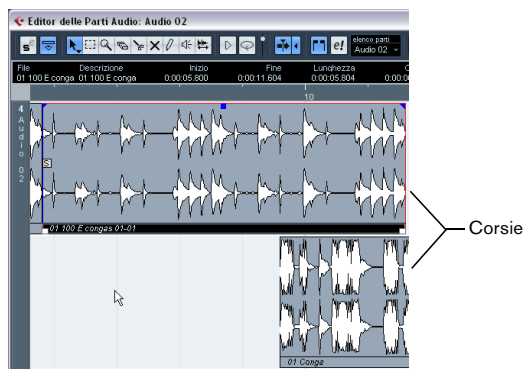 Editor delle Parti Audio: Audio 02
elenco parti
Audio 02
File Descrizione Inizio Fine Lunghezza
01 100 E conga 01 100 E congas 0:00:05.800 0:00:11.604 0:00:05.804
10
4
Audio 02
S
01 100 E congas 01-01
Corsie
01 Conga